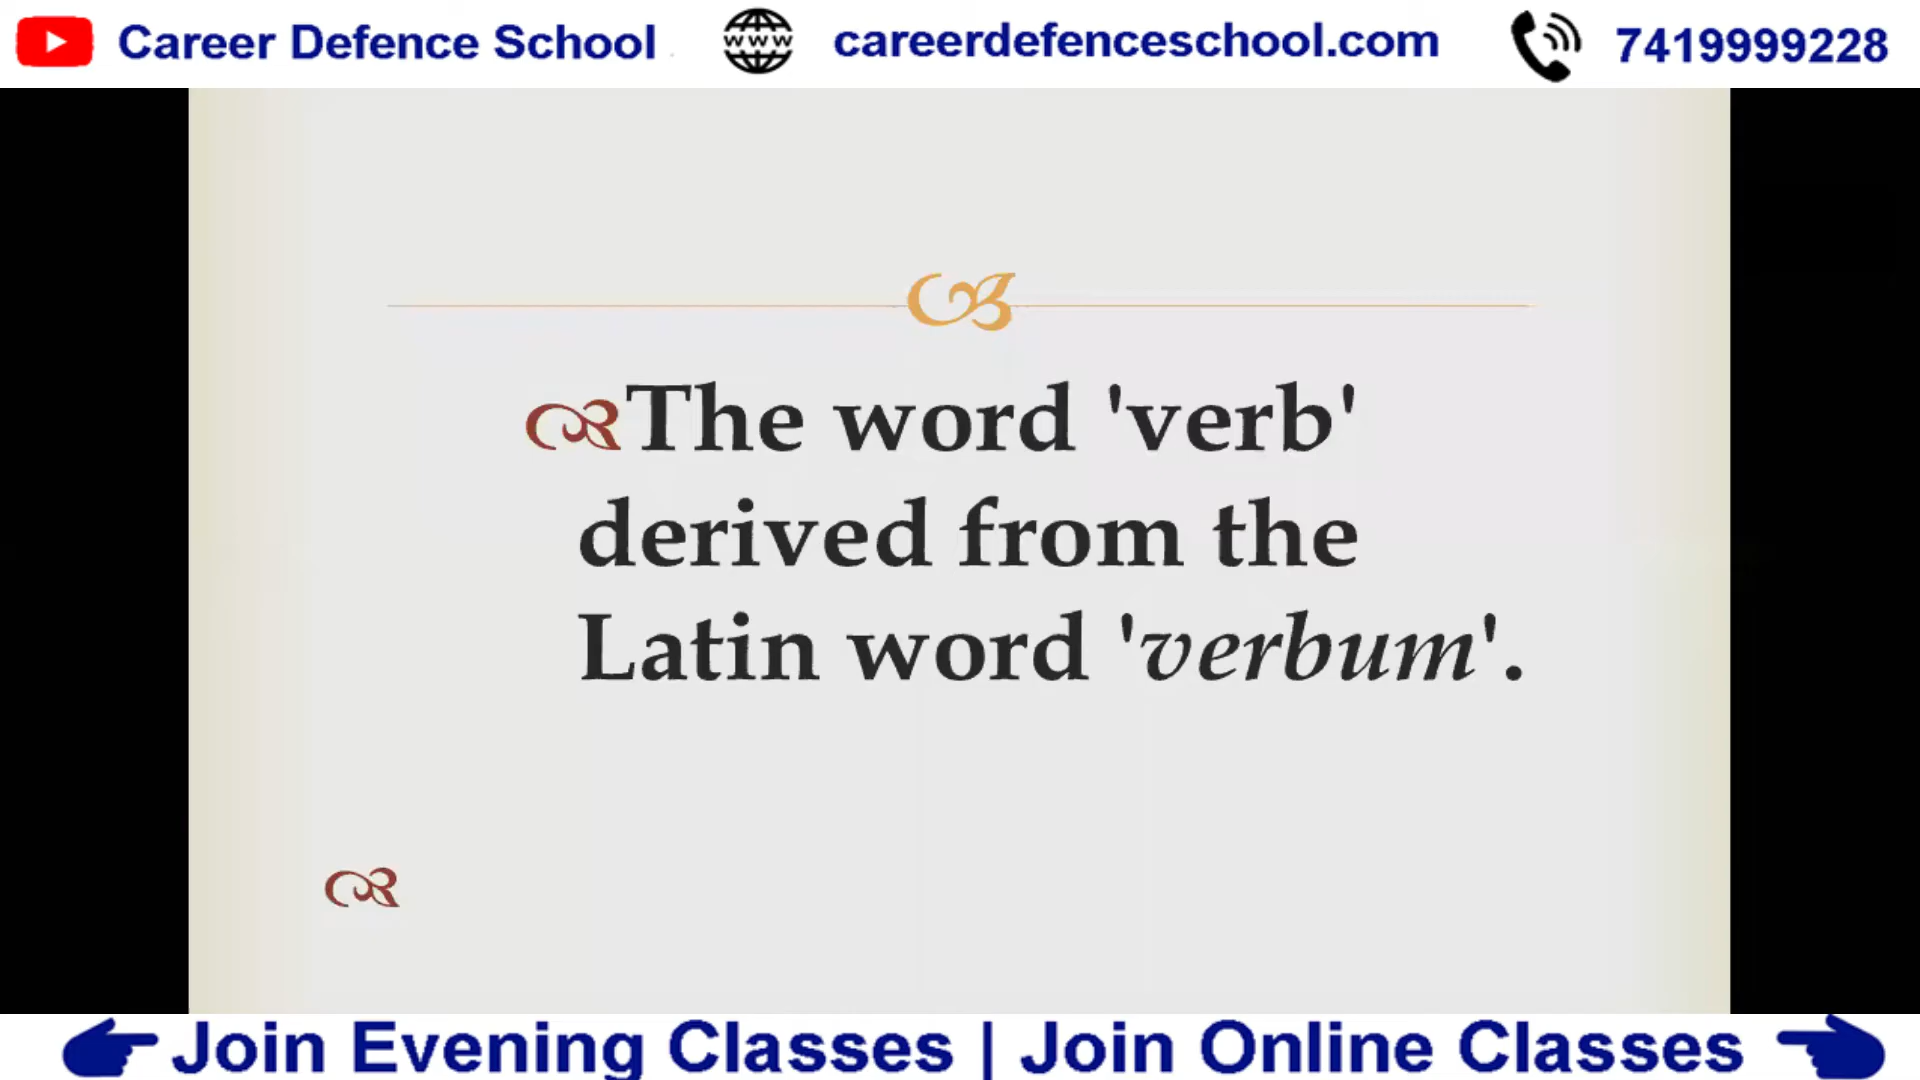 Career Defence School
www
careerdefenceschool.com
7419999228
The word 'verb'
derived from the
Latin word 'verbum'.
Join Evening Classes | Join Online Classes